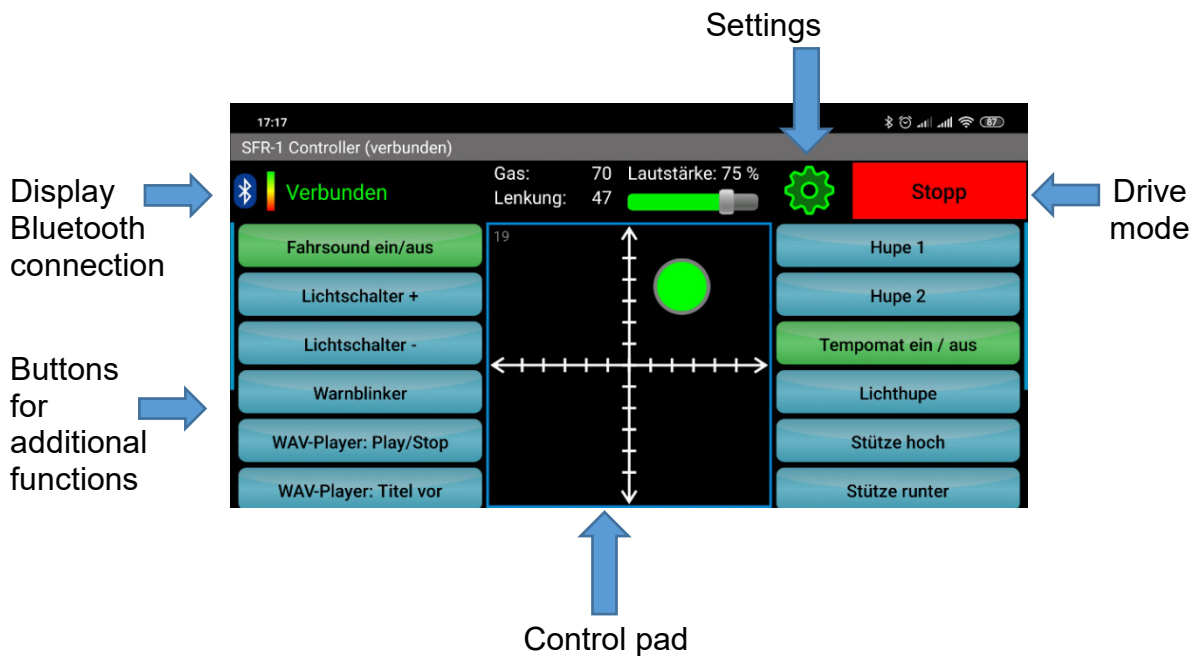 Settings
17:17
87
SFR-1 Controller (verbunden)
Display
Bluetooth
connection
Verbunden
Gas: 70
Lenkung: 47
Lautstärke: 75 %
Stopp
Drive
mode
Buttons
for
additional
functions
Fahrsound ein/aus
Lichtschalter +
Lichtschalter -
Warnblinker
WAV-Player: Play/Stop
WAV-Player: Titel vor
19
Hupe 1
Hupe 2
Tempomat ein / aus
Lichthupe
Stütze hoch
Stütze runter
Control pad